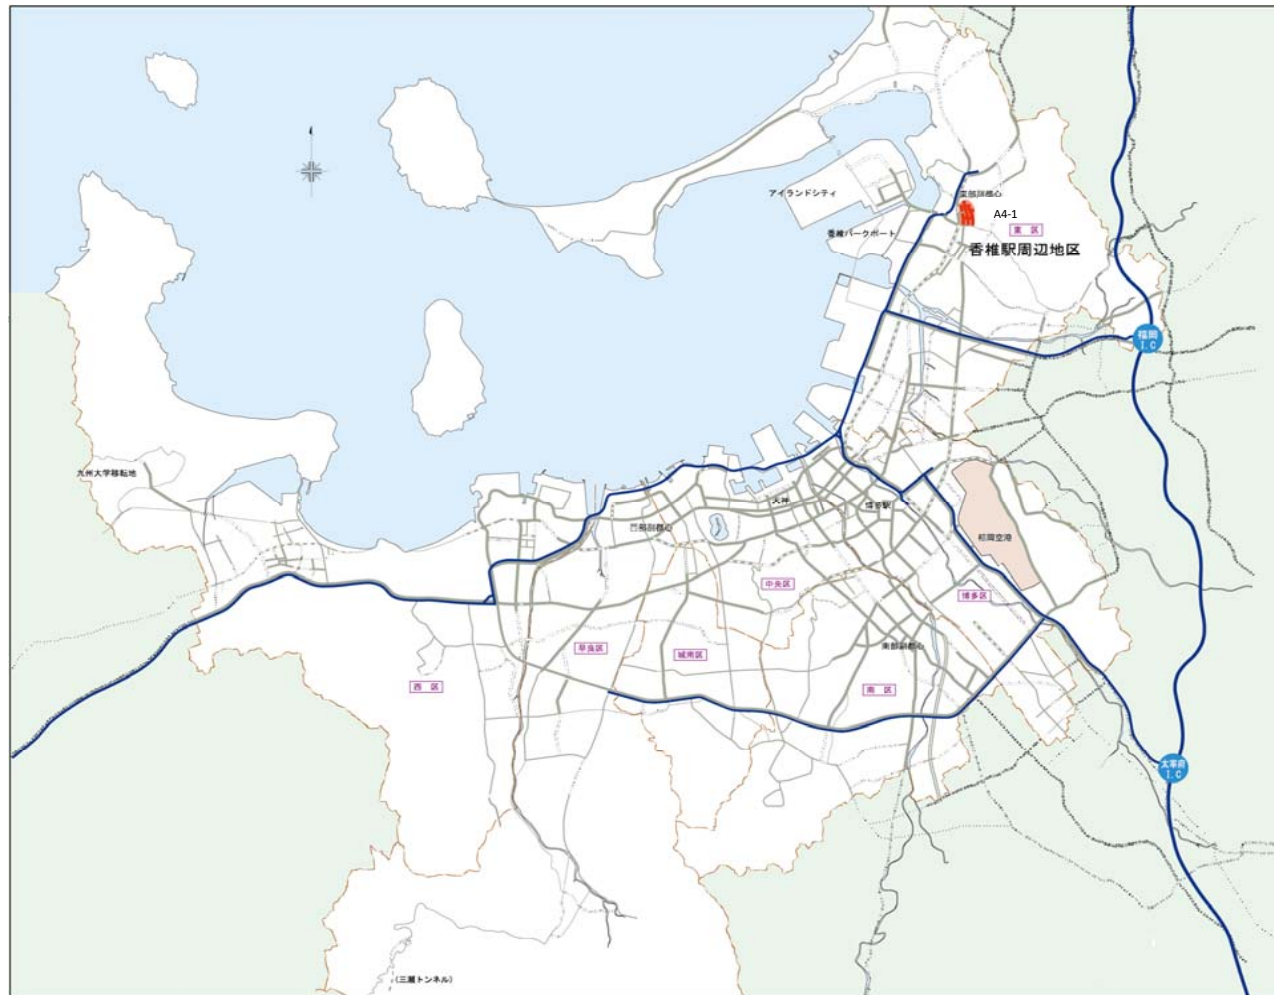 アイランドシティ
東部副都心
A4-1
東 区
香椎パークポート
香椎駅周辺地区
福岡
I.C
九州大学移転地
天神
博多駅
西部副都心
福岡空港
中央区
博多区
早良区
城南区
南部副都心
西 区
南 区
太宰府
I.C
(三瀬トンネル)